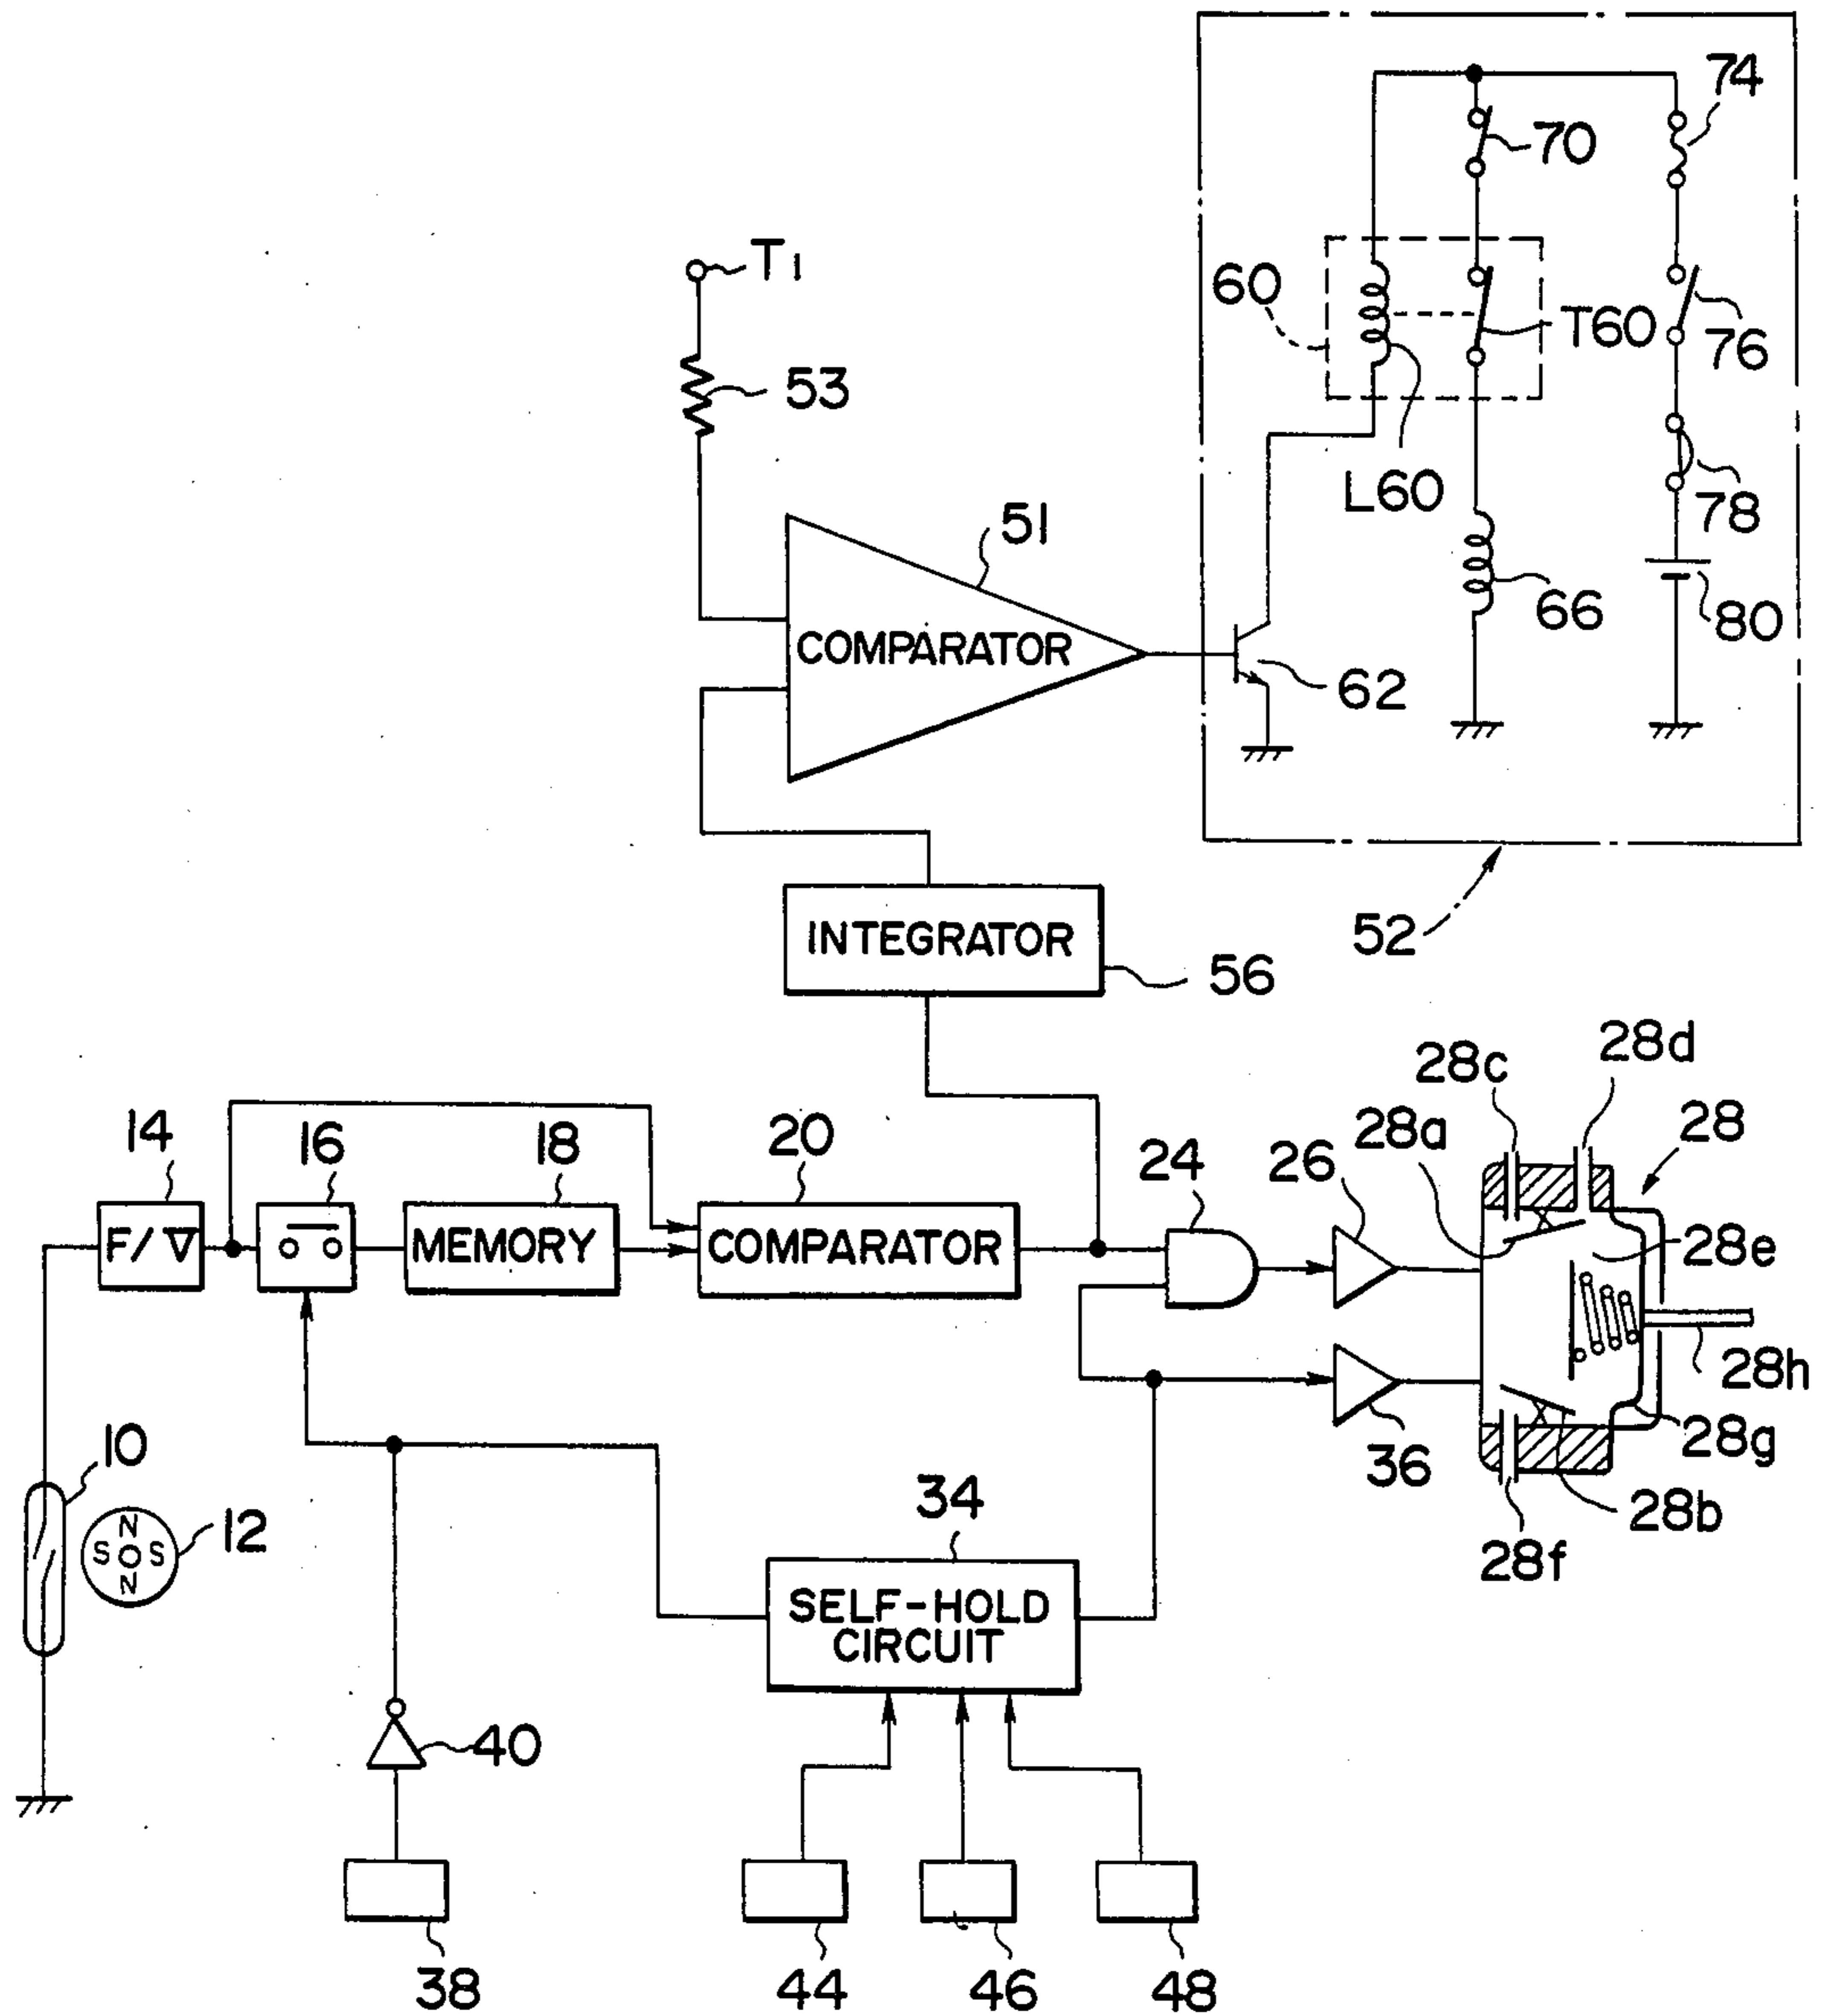 74
70
T1
60
T60
76
53
L60
78
51
66
80
COMPARATOR
62
52
INTEGRATOR
56
28d
28c
14
16
18
20
24
26
28a
28
F/V
MEMORY
COMPARATOR
28e
28h
10
36
28g
12
N
S O S
N
34
28b
28f
SELF-HOLD
CIRCUIT
40
38
44
46
48